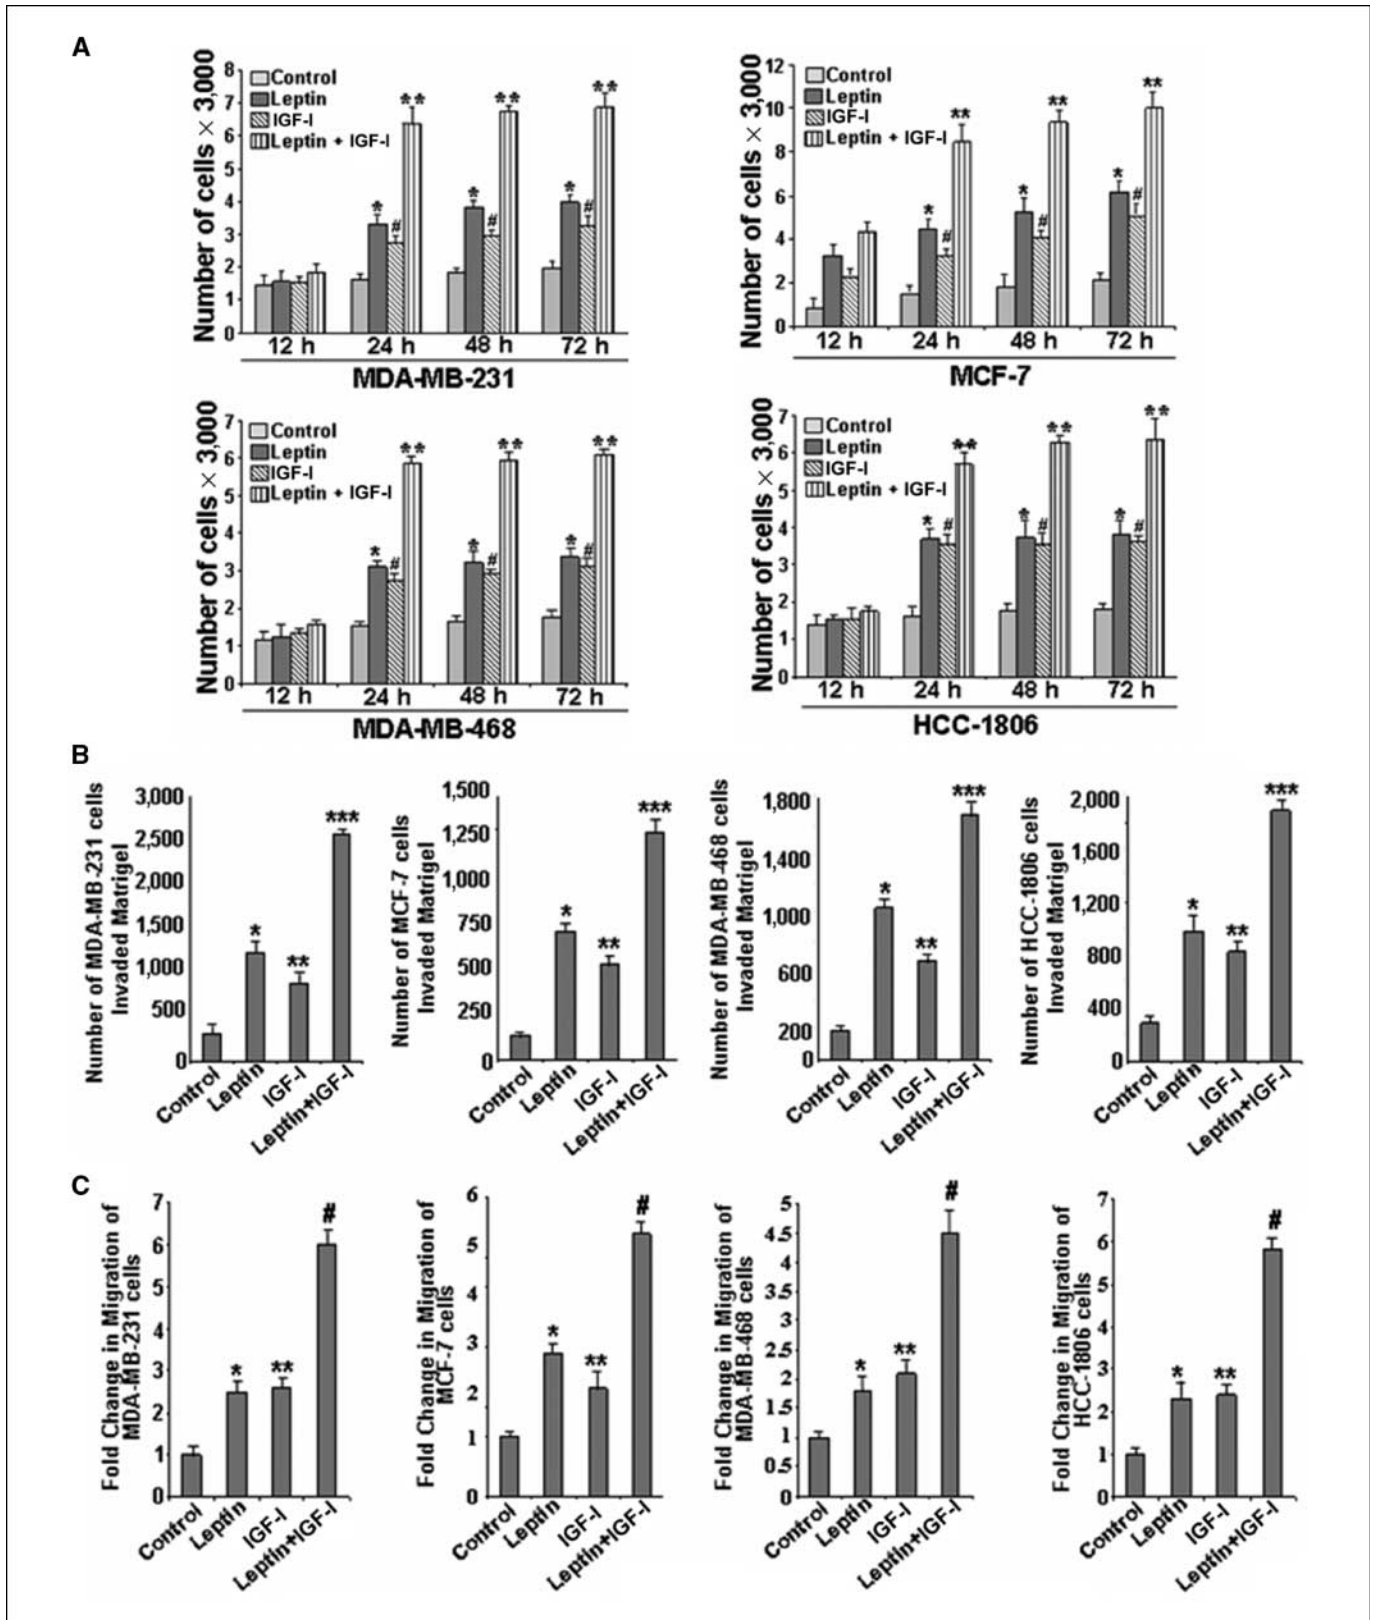 A
Number of cells × 3,000
8
7
6
5
4
3
2
1
0
Control
Leptin
IGF-I
Leptin + IGF-I
** ** **
* # * # * #
12 h 24 h 48 h 72 h
MDA-MB-231
Number of cells × 3,000
12
10
8
6
4
2
0
Control
Leptin
IGF-I
Leptin + IGF-I
** ** **
* # * # * #
12 h 24 h 48 h 72 h
MCF-7
Number of cells × 3,000
7
6
5
4
3
2
1
0
Control
Leptin
IGF-I
Leptin + IGF-I
** ** **
* # * # * #
12 h 24 h 48 h 72 h
MDA-MB-468
Number of cells × 3,000
7
6
5
4
3
2
1
0
Control
Leptin
IGF-I
Leptin + IGF-I
** ** **
* # * # * #
12 h 24 h 48 h 72 h
HCC-1806
B
Number of MDA-MB-231 cells
Invaded Matrigel
3,000
2,500
2,000
1,500
1,000
500
0
* ** ***
Control Leptin IGF-I Leptin+IGF-I
Number of MCF-7 cells
Invaded Matrigel
1,500
1,250
1,000
750
500
250
0
* ** ***
Control Leptin IGF-I Leptin+IGF-I
Number of MDA-MB-468 cells
Invaded Matrigel
1,800
1,400
1,000
600
200
0
* ** ***
Control Leptin IGF-I Leptin+IGF-I
Number of HCC-1806 cells
Invaded Matrigel
2,000
1,600
1,200
800
400
0
* ** ***
Control Leptin IGF-I Leptin+IGF-I
C
Fold Change in Migration of
MDA-MB-231 cells
7
6
5
4
3
2
1
0
* ** #
Control Leptin IGF-I Leptin+IGF-I
Fold Change in Migration of
MCF-7 cells
6
5
4
3
2
1
0
* ** #
Control Leptin IGF-I Leptin+IGF-I
Fold Change in Migration of
MDA-MB-468 cells
5
4.5
4
3.5
3
2.5
2
1.5
1
0.5
0
* ** #
Control Leptin IGF-I Leptin+IGF-I
Fold Change in Migration of
HCC-1806 cells
7
6
5
4
3
2
1
0
* ** #
Control Leptin IGF-I Leptin+IGF-I